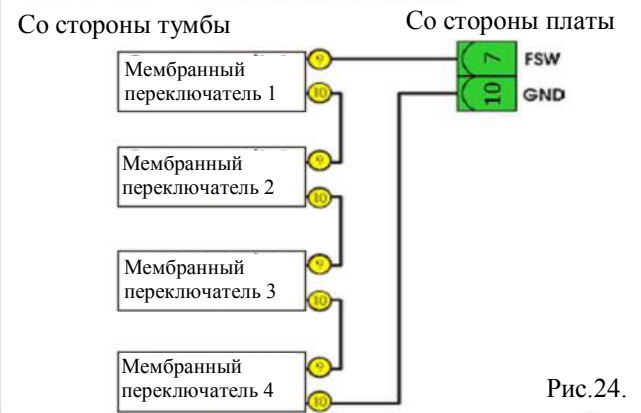 Со стороны тумбы
Со стороны платы
Мембранный
переключатель 1
9
10
7
FSW
10
GND
Мембранный
переключатель 2
9
10
Мембранный
переключатель 3
9
10
Мембранный
переключатель 4
9
10
Рис.24.